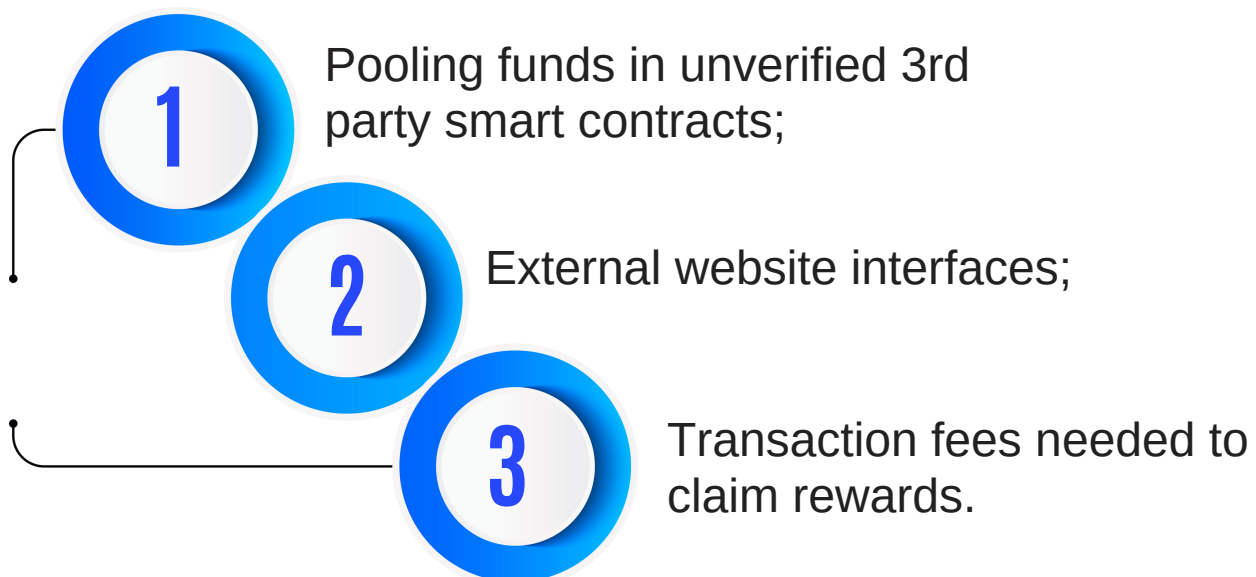 1
Pooling funds in unverified 3rd
party smart contracts;
2
External website interfaces;
3
Transaction fees needed to
claim rewards.